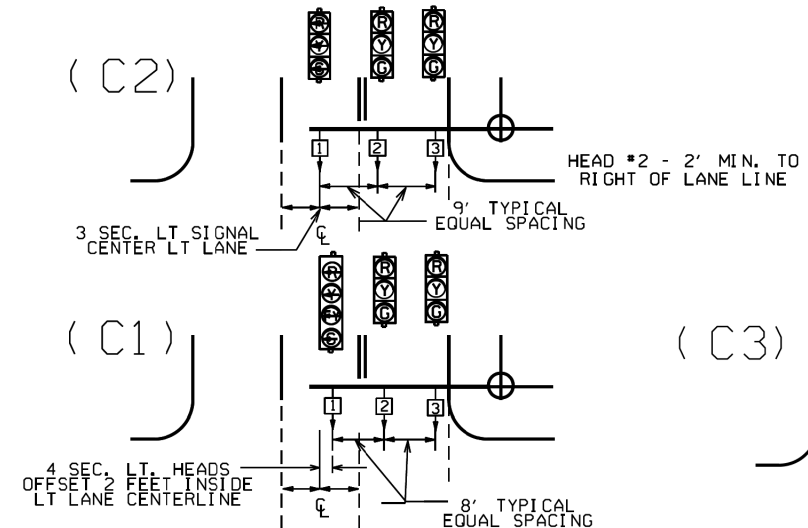 R R R
Y Y Y
G G G
(C2)
1 2 3
HEAD #2 - 2' MIN. TO
RIGHT OF LANE LINE
9' TYPICAL
EQUAL SPACING
3 SEC. LT SIGNAL
CENTER LT LANE
℄
R R R
Y Y Y
FY G G
G
(C1)
(C3)
1 2 3
4 SEC. LT. HEADS
OFFSET 2 FEET INSIDE
LT LANE CENTERLINE
℄
8' TYPICAL
EQUAL SPACING